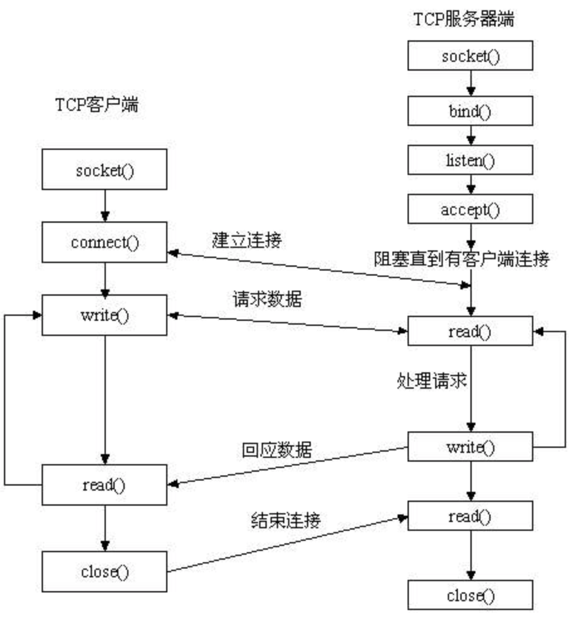 TCP服务器端
socket()
bind()
TCP客户端
listen()
socket()
accept()
connect()
建立连接
阻塞直到有客户端连接
请求数据
write()
read()
处理请求
回应数据
write()
read()
结束连接
read()
close()
close()